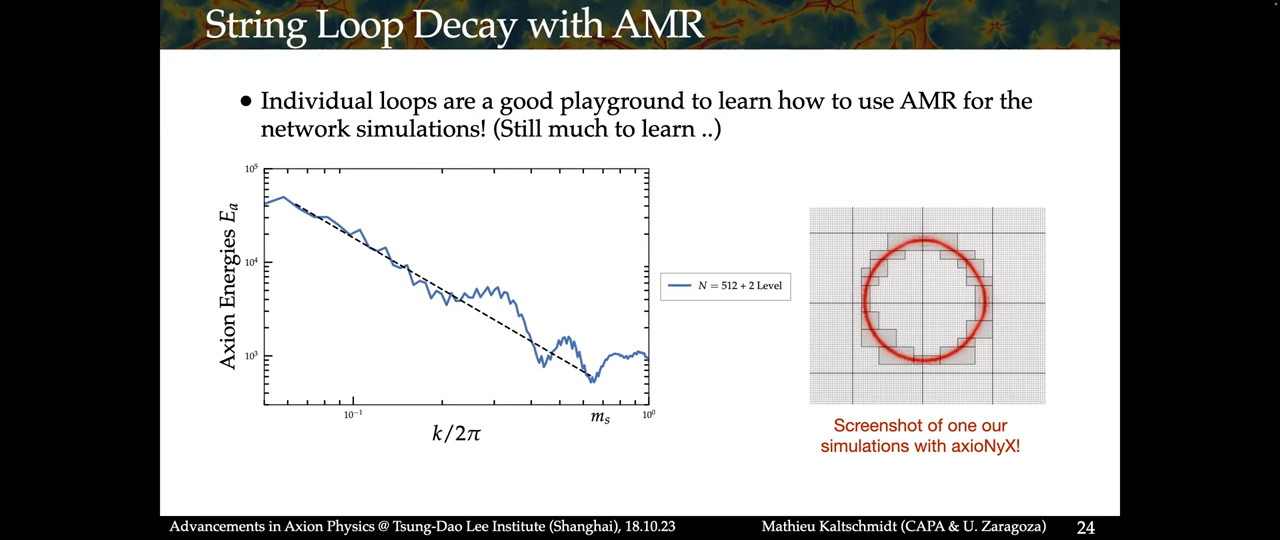 String Loop Decay with AMR
• Individual loops are a good playground to learn how to use AMR for the
network simulations! (Still much to learn ..)
Axion Energies E_a
10^5
10^4
10^3
10^-1
m_s
10^0
k/2π
N = 512 + 2 Level
Screenshot of one our
simulations with axioNyX!
Advancements in Axion Physics @ Tsung-Dao Lee Institute (Shanghai), 18.10.23
Mathieu Kaltschmidt (CAPA & U. Zaragoza)
24